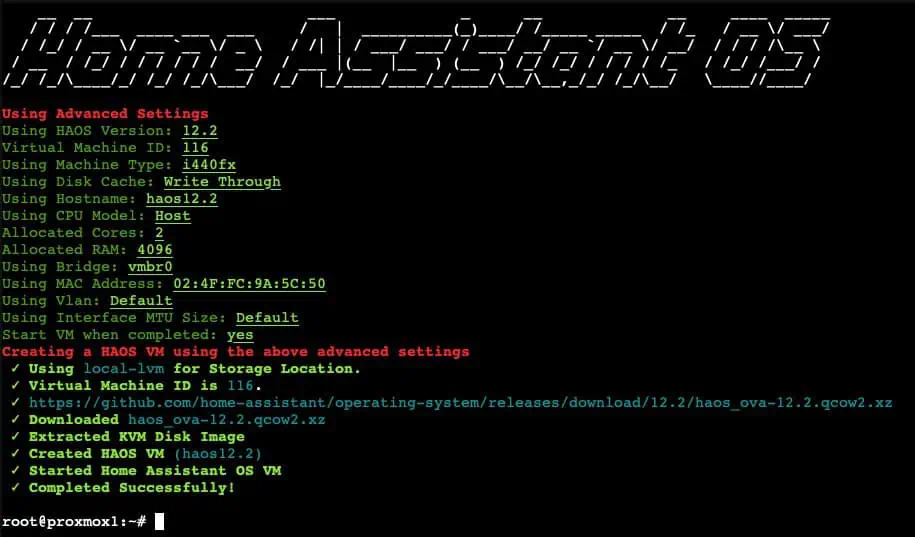 Home Assistant OS
Using Advanced Settings
Using HAOS Version: 12.2
Virtual Machine ID: 116
Using Machine Type: i440fx
Using Disk Cache: Write Through
Using Hostname: haos12.2
Using CPU Model: Host
Allocated Cores: 2
Allocated RAM: 4096
Using Bridge: vmbr0
Using MAC Address: 02:4F:FC:9A:5C:50
Using Vlan: Default
Using Interface MTU Size: Default
Start VM when completed: yes
Creating a HAOS VM using the above advanced settings
✓ Using local-lvm for Storage Location.
✓ Virtual Machine ID is 116.
✓ https://github.com/home-assistant/operating-system/releases/download/12.2/haos_ova-12.2.qcow2.xz
✓ Downloaded haos_ova-12.2.qcow2.xz
✓ Extracted KVM Disk Image
✓ Created HAOS VM (haos12.2)
✓ Started Home Assistant OS VM
✓ Completed Successfully!
root@proxmox1:~#